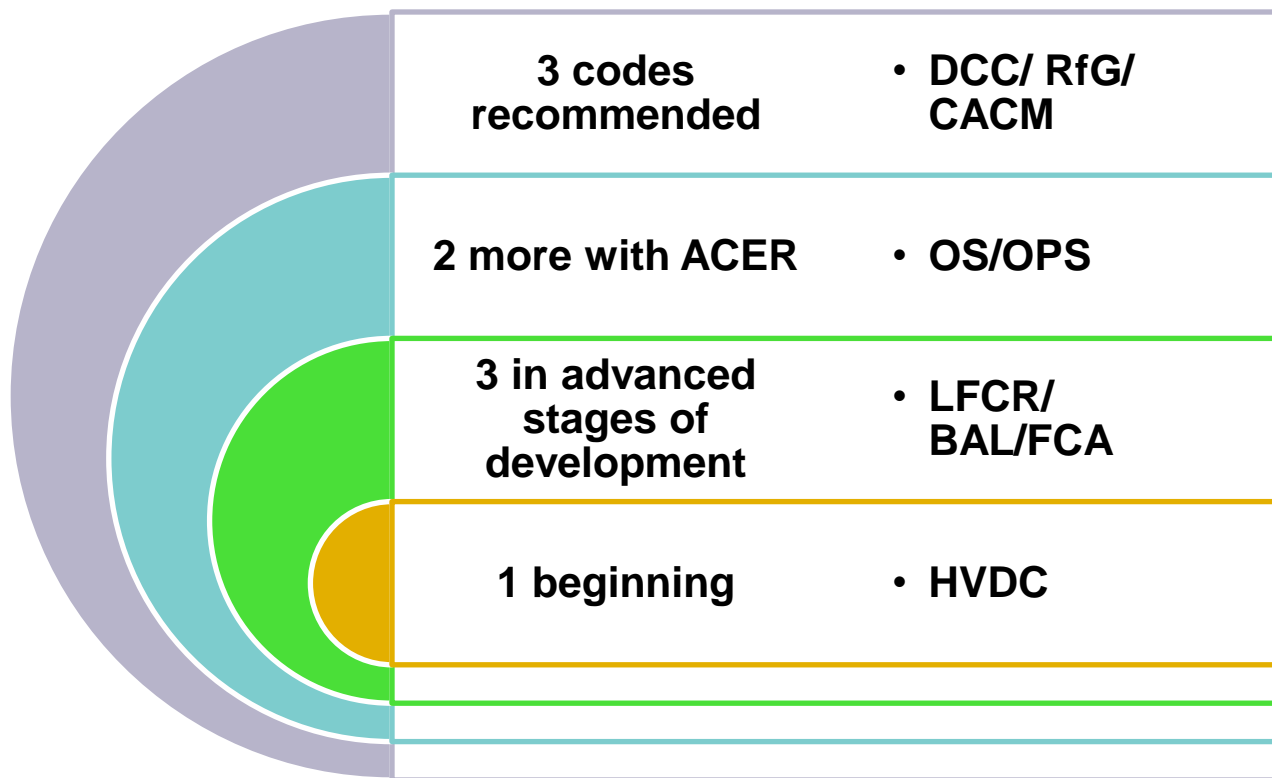 3 codes
recommended
• DCC/ RfG/
CACM
2 more with ACER
• OS/OPS
3 in advanced
stages of
development
• LFCR/
BAL/FCA
1 beginning
• HVDC